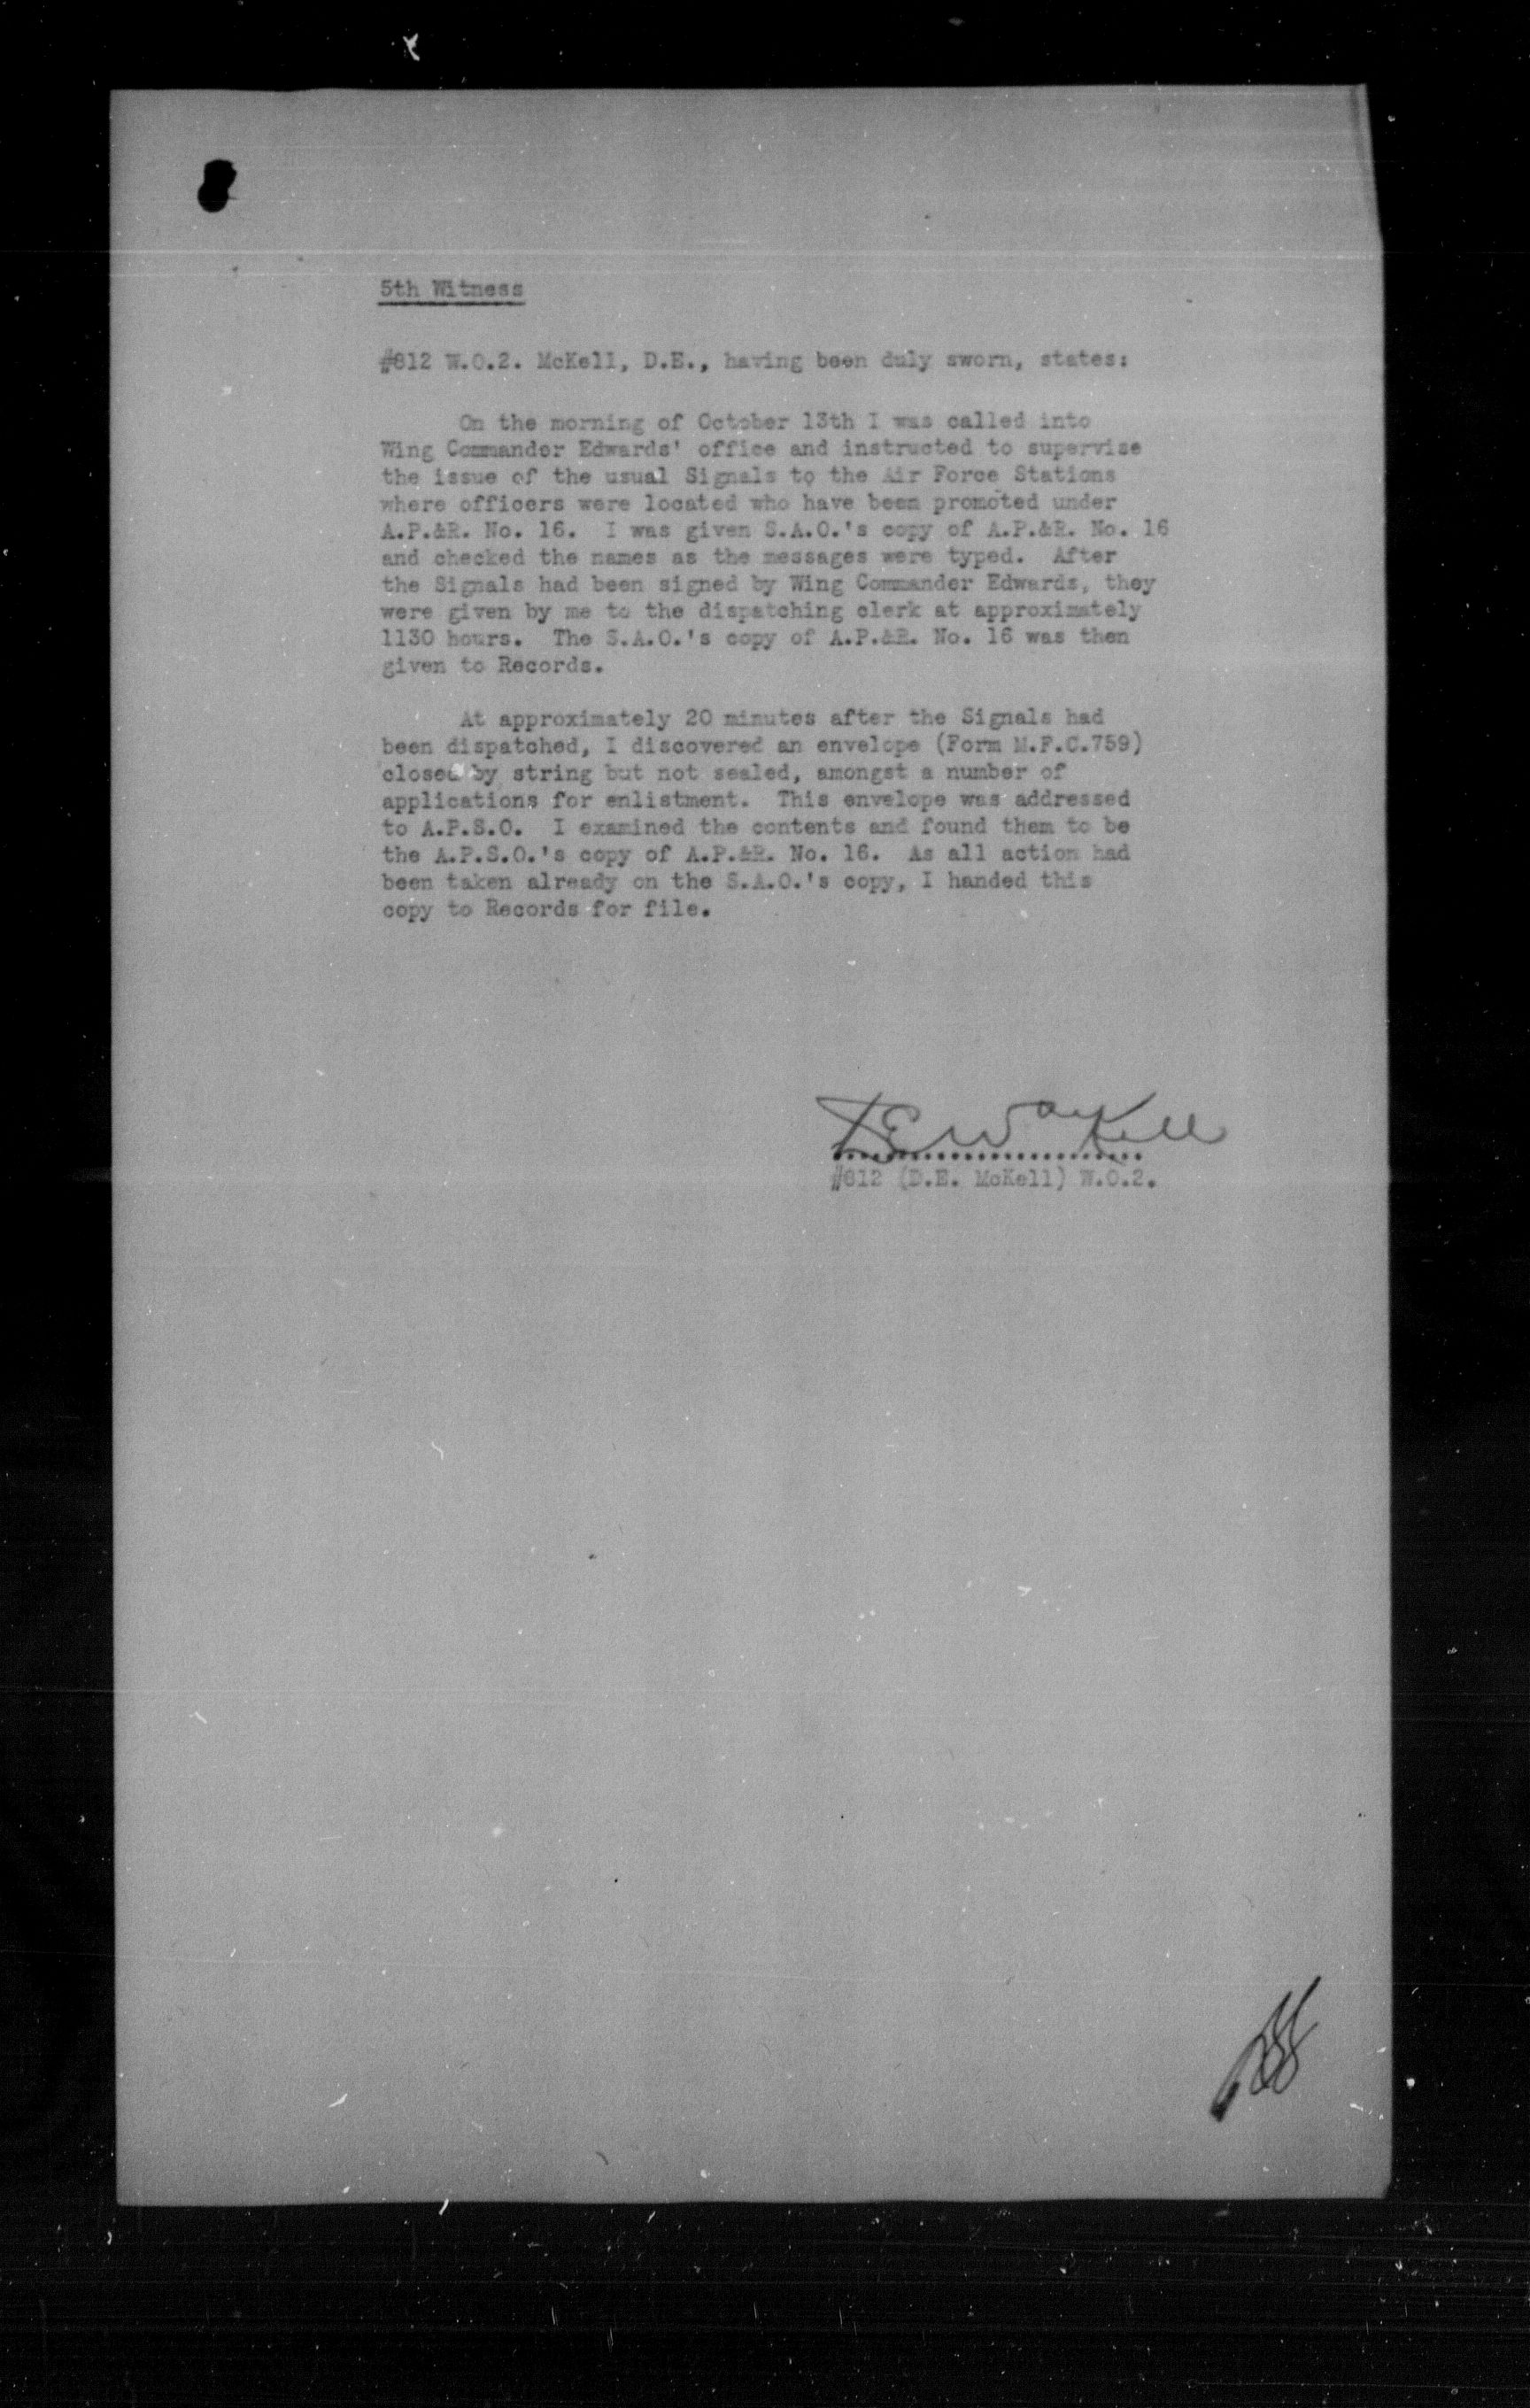 5th Witness
#812 W.O.2. McKell, D.E., having been duly sworn, states:
On the morning of October 13th I was called into
Wing Commander Edwards' office and instructed to supervise
the issue of the usual Signals to the Air Force Stations
where officers were located who have been promoted under
A.P.&R. No. 16. I was given S.A.O.'s copy of A.P.&R. No. 16
and checked the names as the messages were typed. After
the Signals had been signed by Wing Commander Edwards, they
were given by me to the dispatching clerk at approximately
1130 hours. The S.A.O.'s copy of A.P.&R. No. 16 was then
given to Records.
At approximately 20 minutes after the Signals had
been dispatched, I discovered an envelope (Form M.F.C.759)
closed by string but not sealed, amongst a number of
applications for enlistment. This envelope was addressed
to A.P.S.O. I examined the contents and found them to be
the A.P.S.O.'s copy of A.P.&R. No. 16. As all action had
been taken already on the S.A.O.'s copy, I handed this
copy to Records for file.
#812 (D.E. McKell) W.O.2.